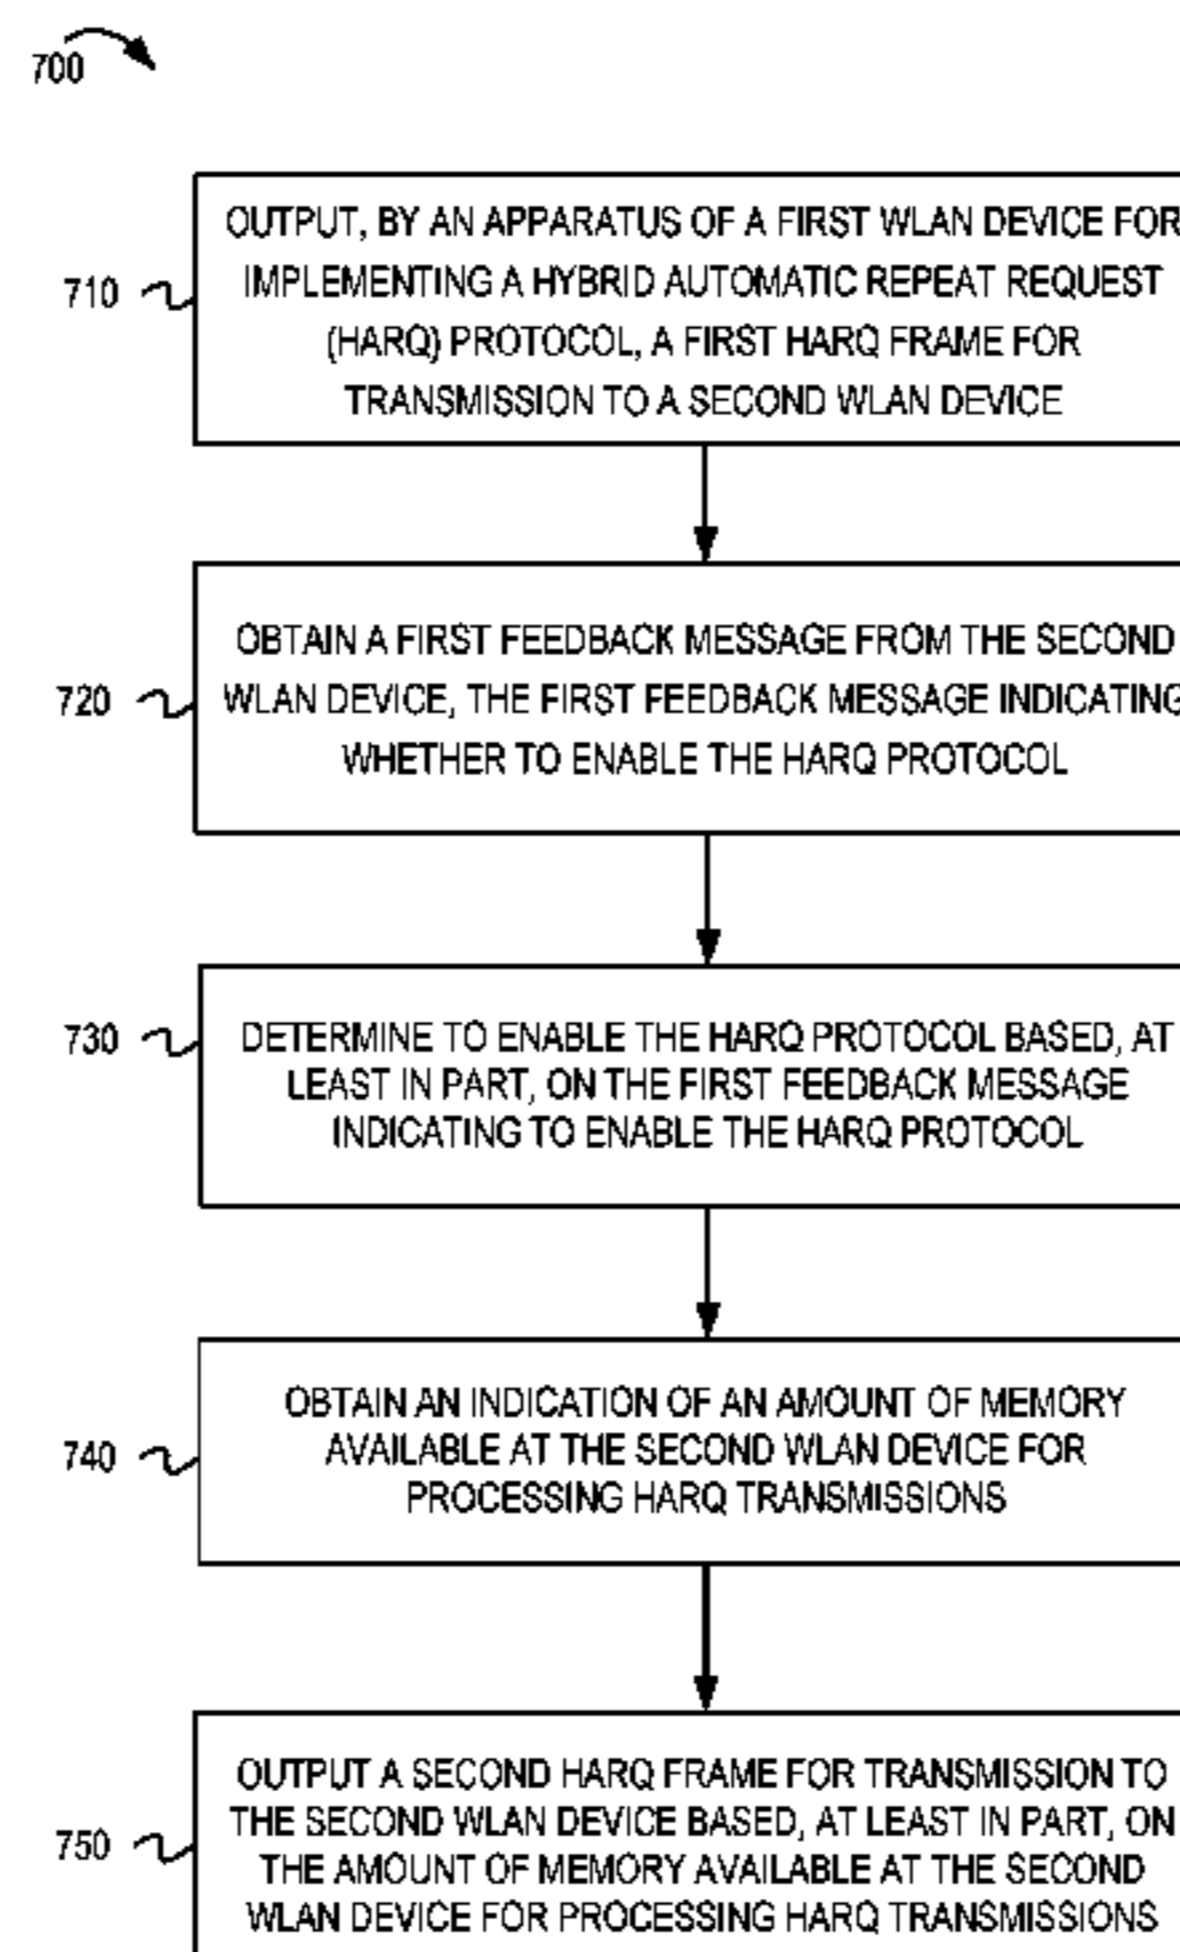 700
710
OUTPUT, BY AN APPARATUS OF A FIRST WLAN DEVICE FOR
IMPLEMENTING A HYBRID AUTOMATIC REPEAT REQUEST
(HARQ) PROTOCOL, A FIRST HARQ FRAME FOR
TRANSMISSION TO A SECOND WLAN DEVICE
720
OBTAIN A FIRST FEEDBACK MESSAGE FROM THE SECOND
WLAN DEVICE, THE FIRST FEEDBACK MESSAGE INDICATING
WHETHER TO ENABLE THE HARQ PROTOCOL
730
DETERMINE TO ENABLE THE HARQ PROTOCOL BASED, AT
LEAST IN PART, ON THE FIRST FEEDBACK MESSAGE
INDICATING TO ENABLE THE HARQ PROTOCOL
740
OBTAIN AN INDICATION OF AN AMOUNT OF MEMORY
AVAILABLE AT THE SECOND WLAN DEVICE FOR
PROCESSING HARQ TRANSMISSIONS
750
OUTPUT A SECOND HARQ FRAME FOR TRANSMISSION TO
THE SECOND WLAN DEVICE BASED, AT LEAST IN PART, ON
THE AMOUNT OF MEMORY AVAILABLE AT THE SECOND
WLAN DEVICE FOR PROCESSING HARQ TRANSMISSIONS